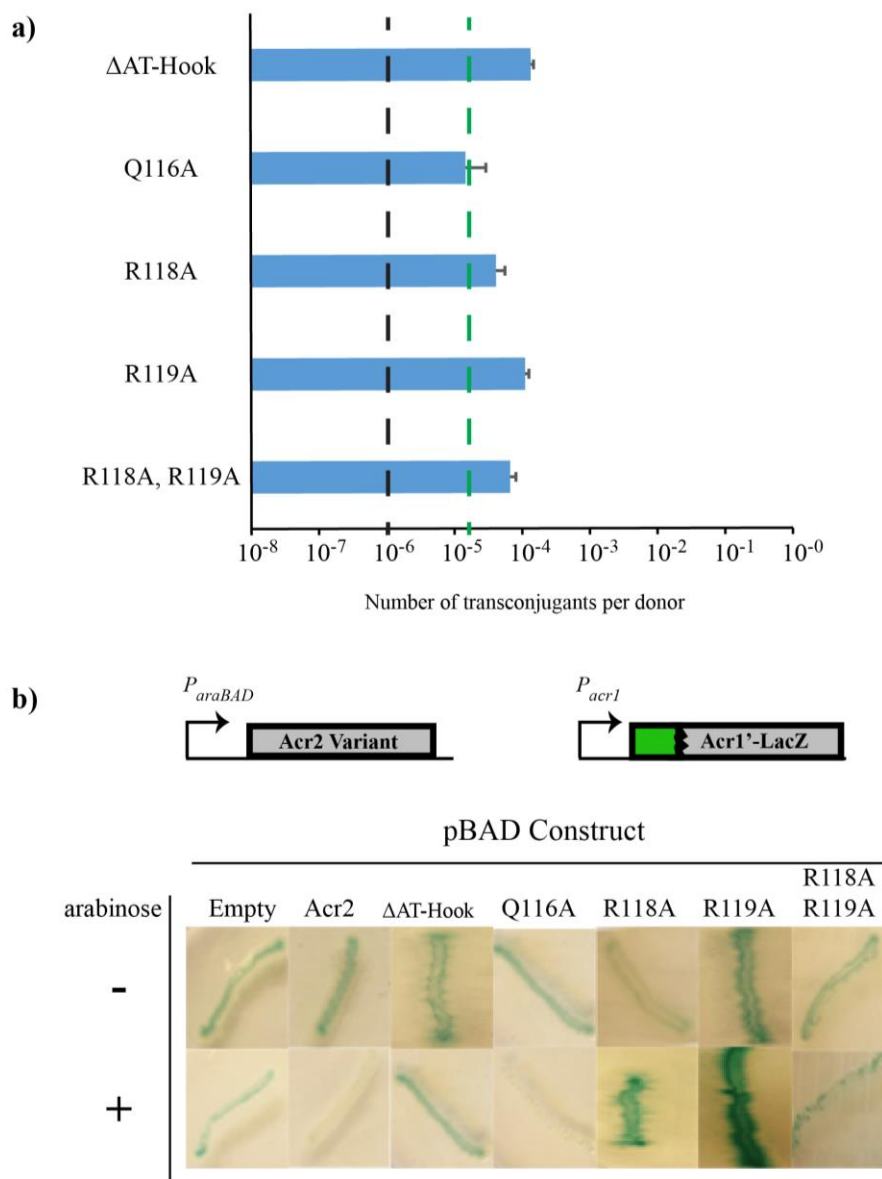 a)
ΔAT-Hook
Q116A
R118A
R119A
R118A, R119A
10-8 10-7 10-6 10-5 10-4 10-3 10-2 10-1 10-0
Number of transconjugants per donor
b)
ParaBAD
Acr2 Variant
Pacr1
Acr1’-LacZ
pBAD Construct
arabinose Empty Acr2 ΔAT-Hook Q116A R118A R119A R118A R119A
-
+